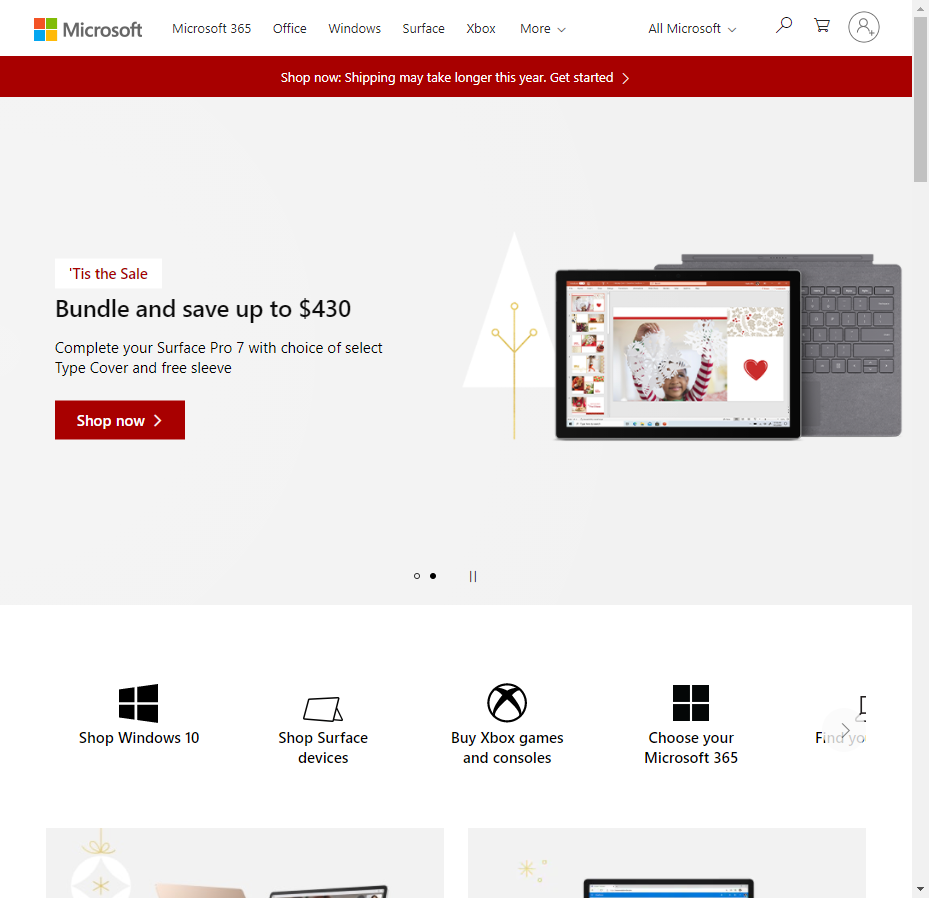 Microsoft
Microsoft 365
Office
Windows
Surface
Xbox
More
All Microsoft
Shop now: Shipping may take longer this year. Get started
'Tis the Sale
Bundle and save up to $430
Complete your Surface Pro 7 with choice of select
Type Cover and free sleeve
Shop now
Shop Windows 10
Shop Surface
devices
Buy Xbox games
and consoles
Choose your
Microsoft 365
Find yo